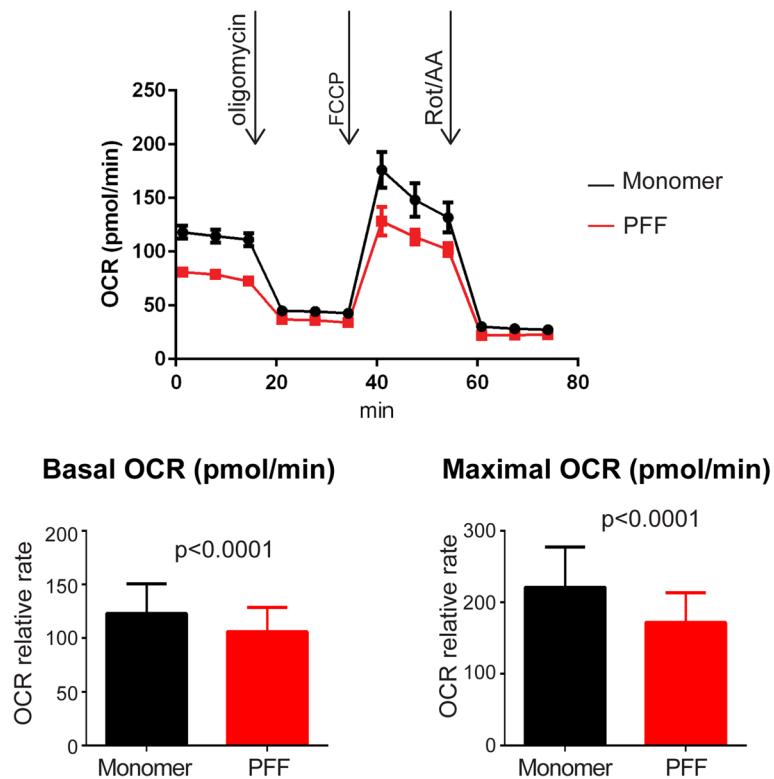 oligomycin
FCCP
Rot/AA
OCR (pmol/min)
250
200
150
100
50
0
0 20 40 60 80
min
Monomer
PFF
Basal OCR (pmol/min)
p<0.0001
OCR relative rate
200
150
100
50
0
Monomer PFF
Maximal OCR (pmol/min)
p<0.0001
OCR relative rate
300
200
100
0
Monomer PFF